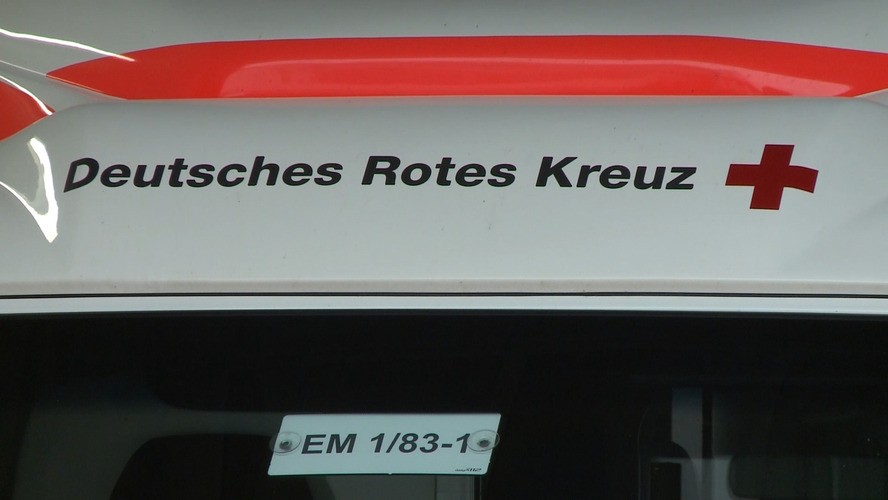 Deutsches Rotes Kreuz
EM 1/83-1